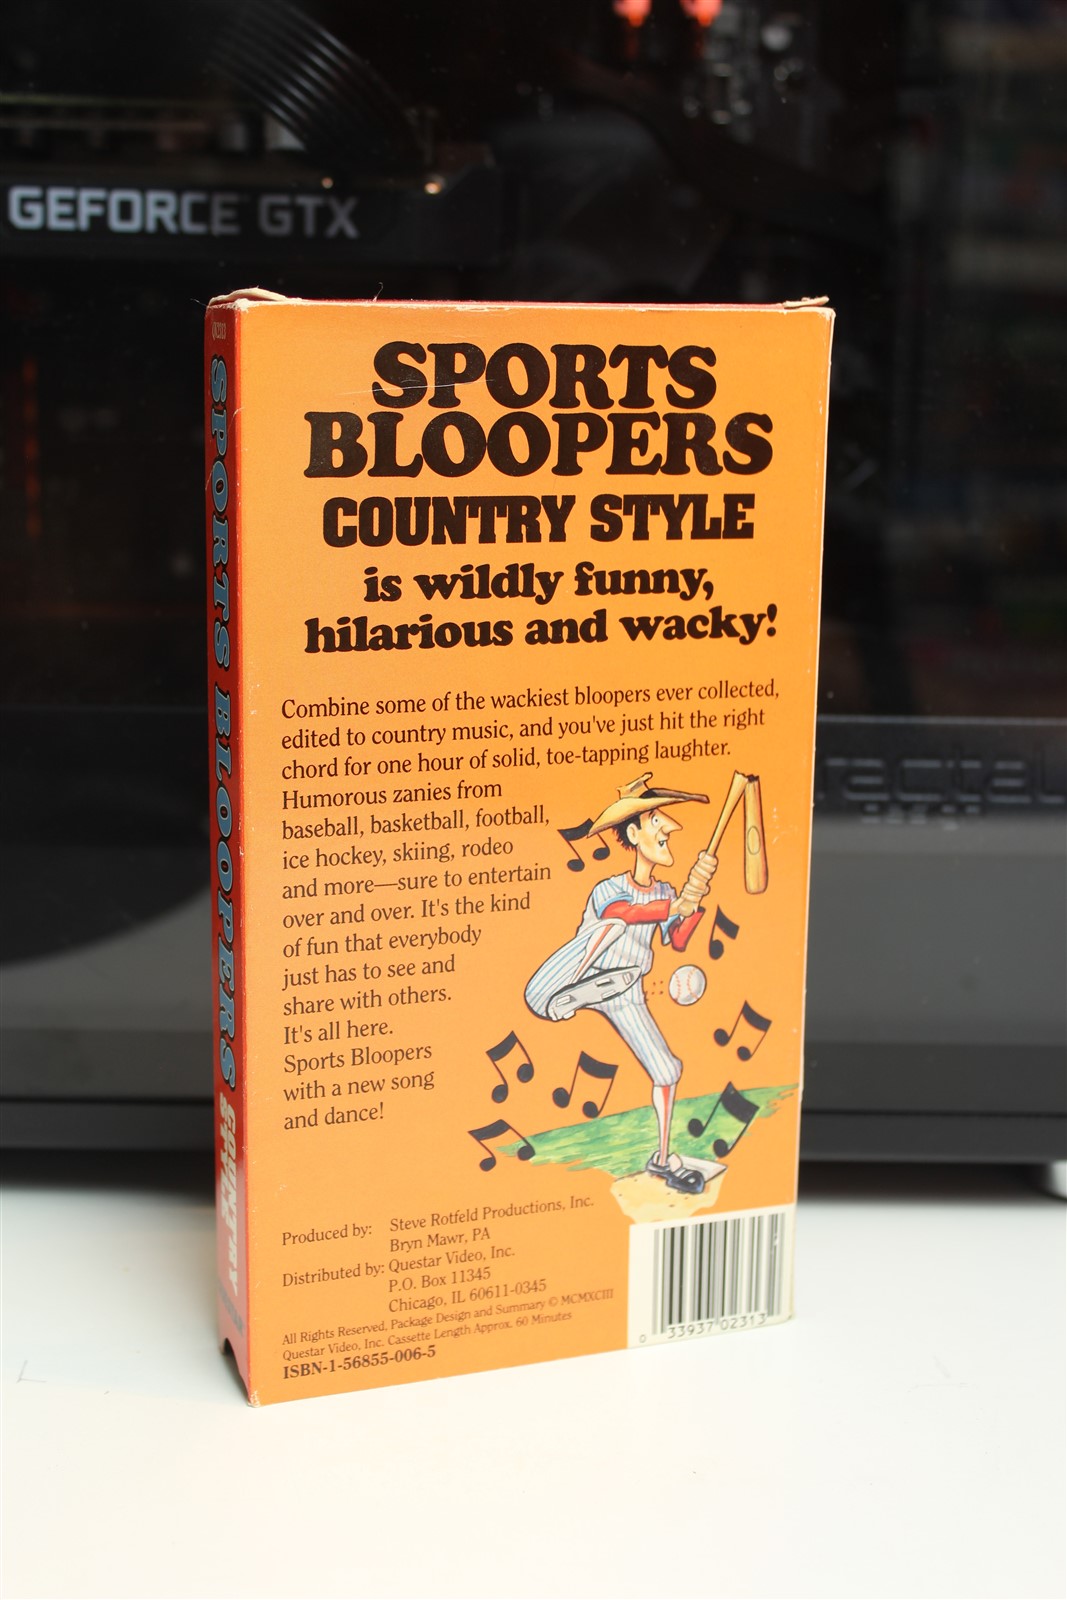 GEFORCE GTX
SPORTS BLOOPERS COUNTRY STYLE
SPORTS
BLOOPERS
COUNTRY STYLE
is wildly funny,
hilarious and wacky!
Combine some of the wackiest bloopers ever collected,
edited to country music, and you've just hit the right
chord for one hour of solid, toe-tapping laughter.
Humorous zanies from
baseball, basketball, football,
ice hockey, skiing, rodeo
and more—sure to entertain
over and over. It's the kind
of fun that everybody
just has to see and
share with others.
It's all here.
Sports Bloopers
with a new song
and dance!
Produced by: Steve Rotfeld Productions, Inc.
Bryn Mawr, PA
Distributed by: Questar Video, Inc.
P.O. Box 11345
Chicago, IL 60611-0345
All Rights Reserved, Package Design and Summary © MCMXCIII
Questar Video, Inc. Cassette Length Approx. 60 Minutes
ISBN-1-56855-006-5
0 33937 02313
fractal